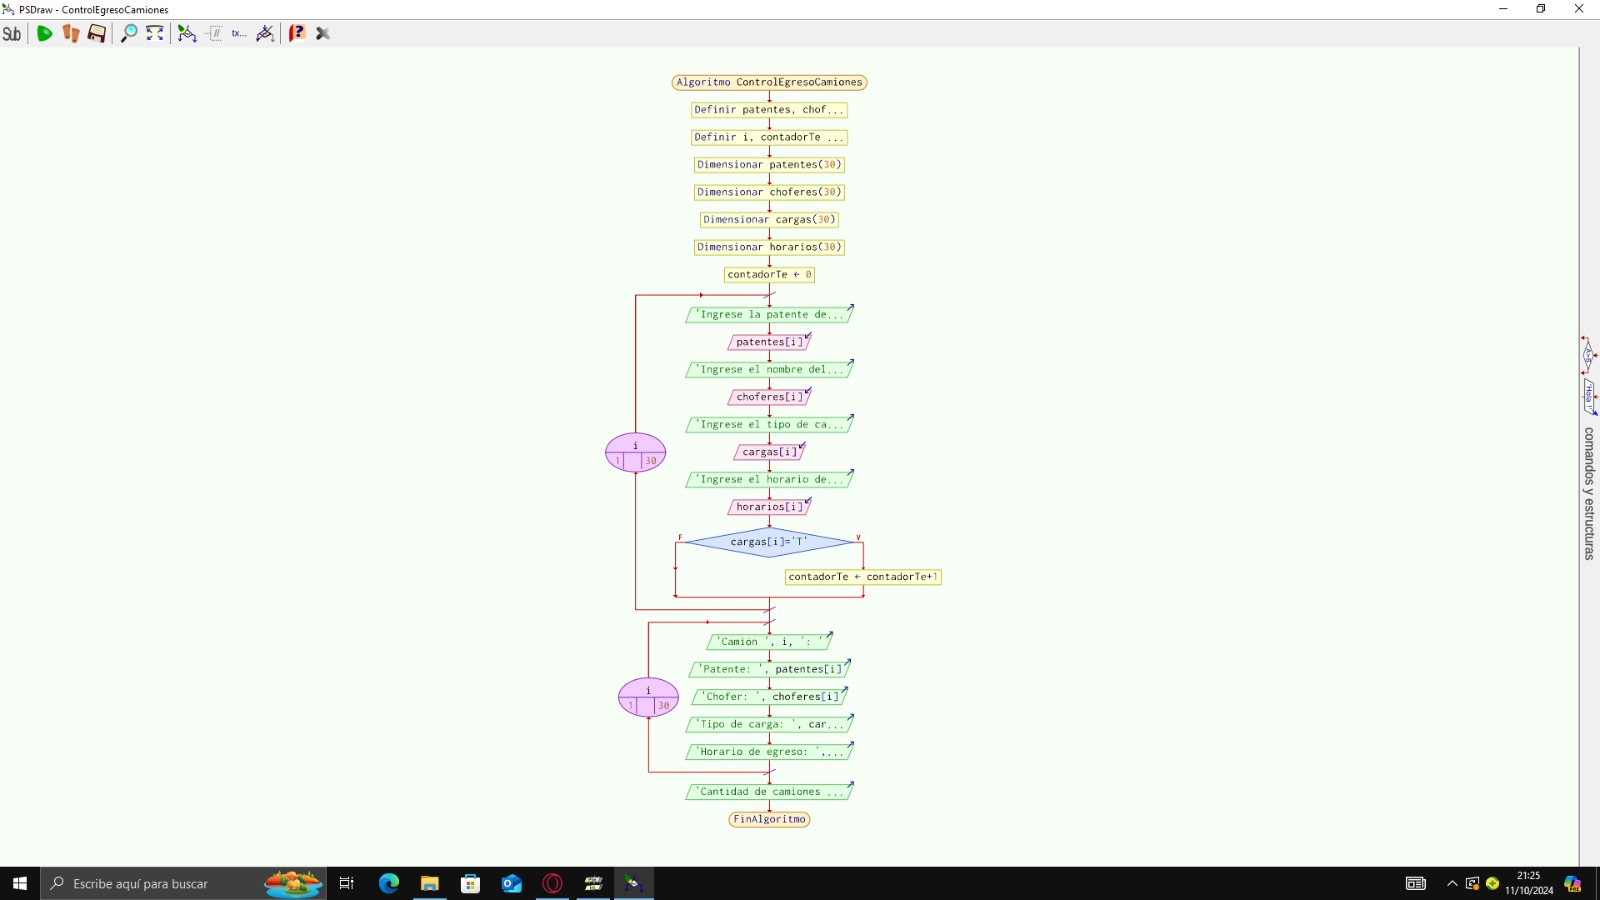 PSDraw - ControlEgresoCamiones
Sub
tx...
Algoritmo ControlEgresoCamiones
Definir patentes, chof...
Definir i, contadorTe ...
Dimensionar patentes(30)
Dimensionar choferes(30)
Dimensionar cargas(30)
Dimensionar horarios(30)
contadorTe ← 0
'Ingrese la patente de...
patentes[i]
'Ingrese el nombre del...
choferes[i]
'Ingrese el tipo de ca...
cargas[i]
i
1 30
'Ingrese el horario de...
horarios[i]
F cargas[i]='T' V
contadorTe ← contadorTe+1
'Camión ', i, ': '
'Patente: ', patentes[i]
i
1 30
'Chofer: ', choferes[i]
'Tipo de carga: ', car...
'Horario de egreso: ',...
'Cantidad de camiones ...
FinAlgoritmo
comandos y estructuras
Escribe aquí para buscar
21:25
11/10/2024